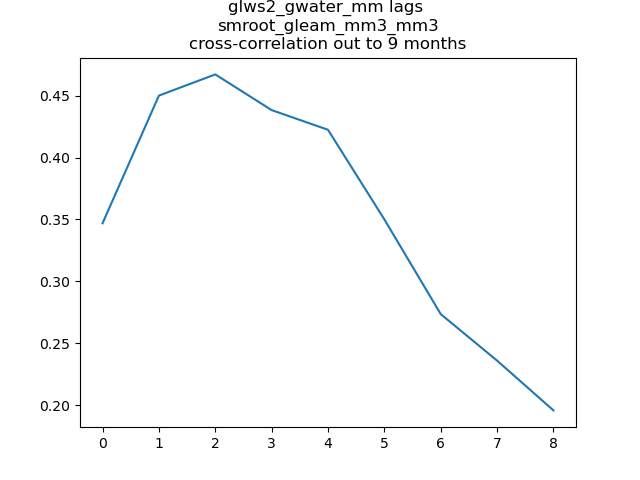 glws2_gwater_mm lags
smroot_gleam_mm3_mm3
cross-correlation out to 9 months
0.45
0.40
0.35
0.30
0.25
0.20
0 1 2 3 4 5 6 7 8